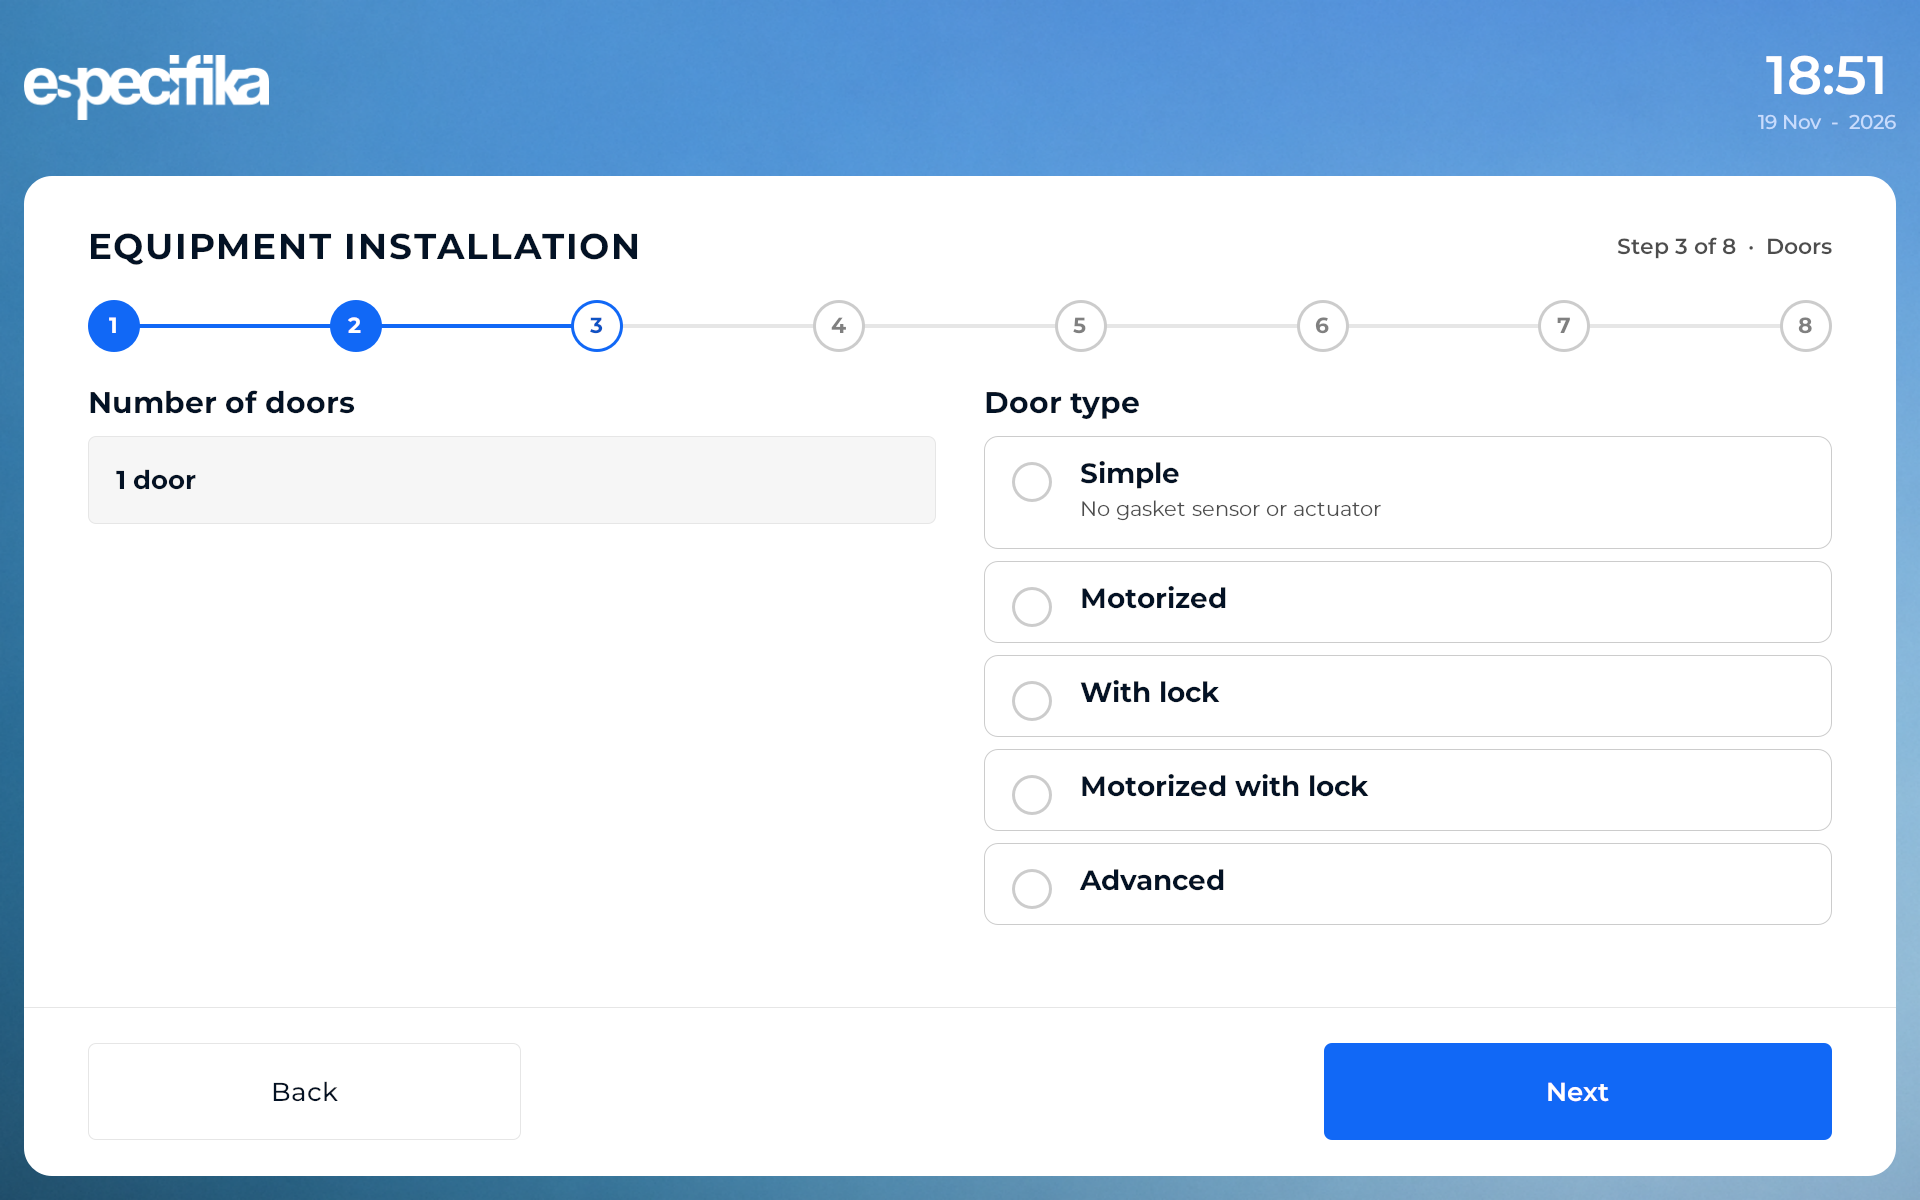 especifika
18:51
19 Nov - 2026
EQUIPMENT INSTALLATION
Step 3 of 8 · Doors
1 2 3 4 5 6 7 8
Number of doors
1 door
Door type
Simple
No gasket sensor or actuator
Motorized
With lock
Motorized with lock
Advanced
Back
Next